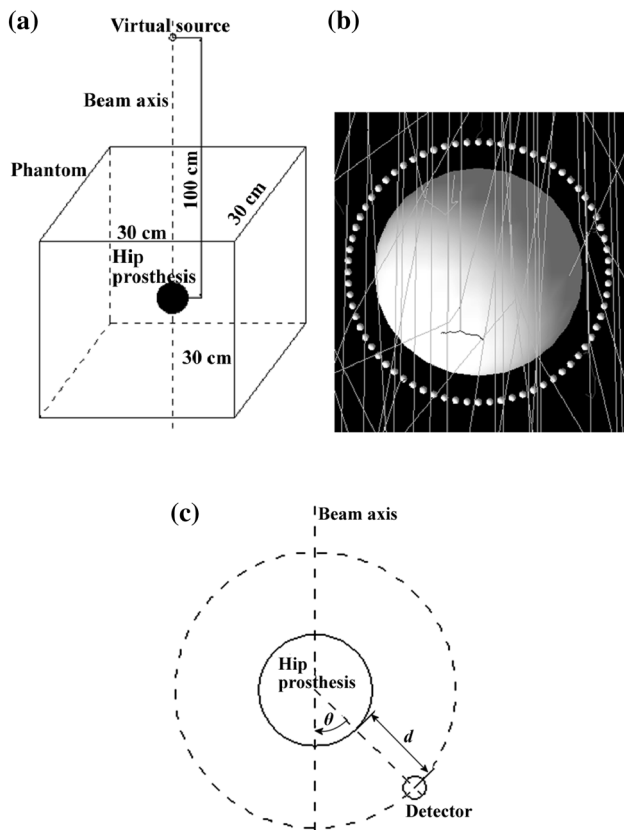 (a)
Virtual source
Beam axis
Phantom
100 cm
30 cm
30 cm
Hip
prosthesis
30 cm
(b)
(c)
Beam axis
Hip
prosthesis
θ
d
Detector